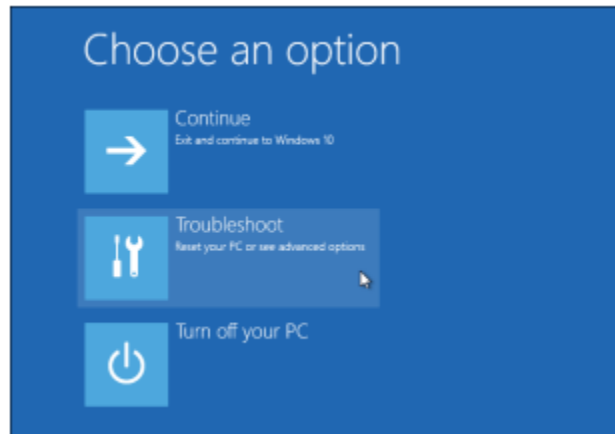 Choose an option
Continue
Exit and continue to Windows 10
Troubleshoot
Reset your PC or see advanced options
Turn off your PC